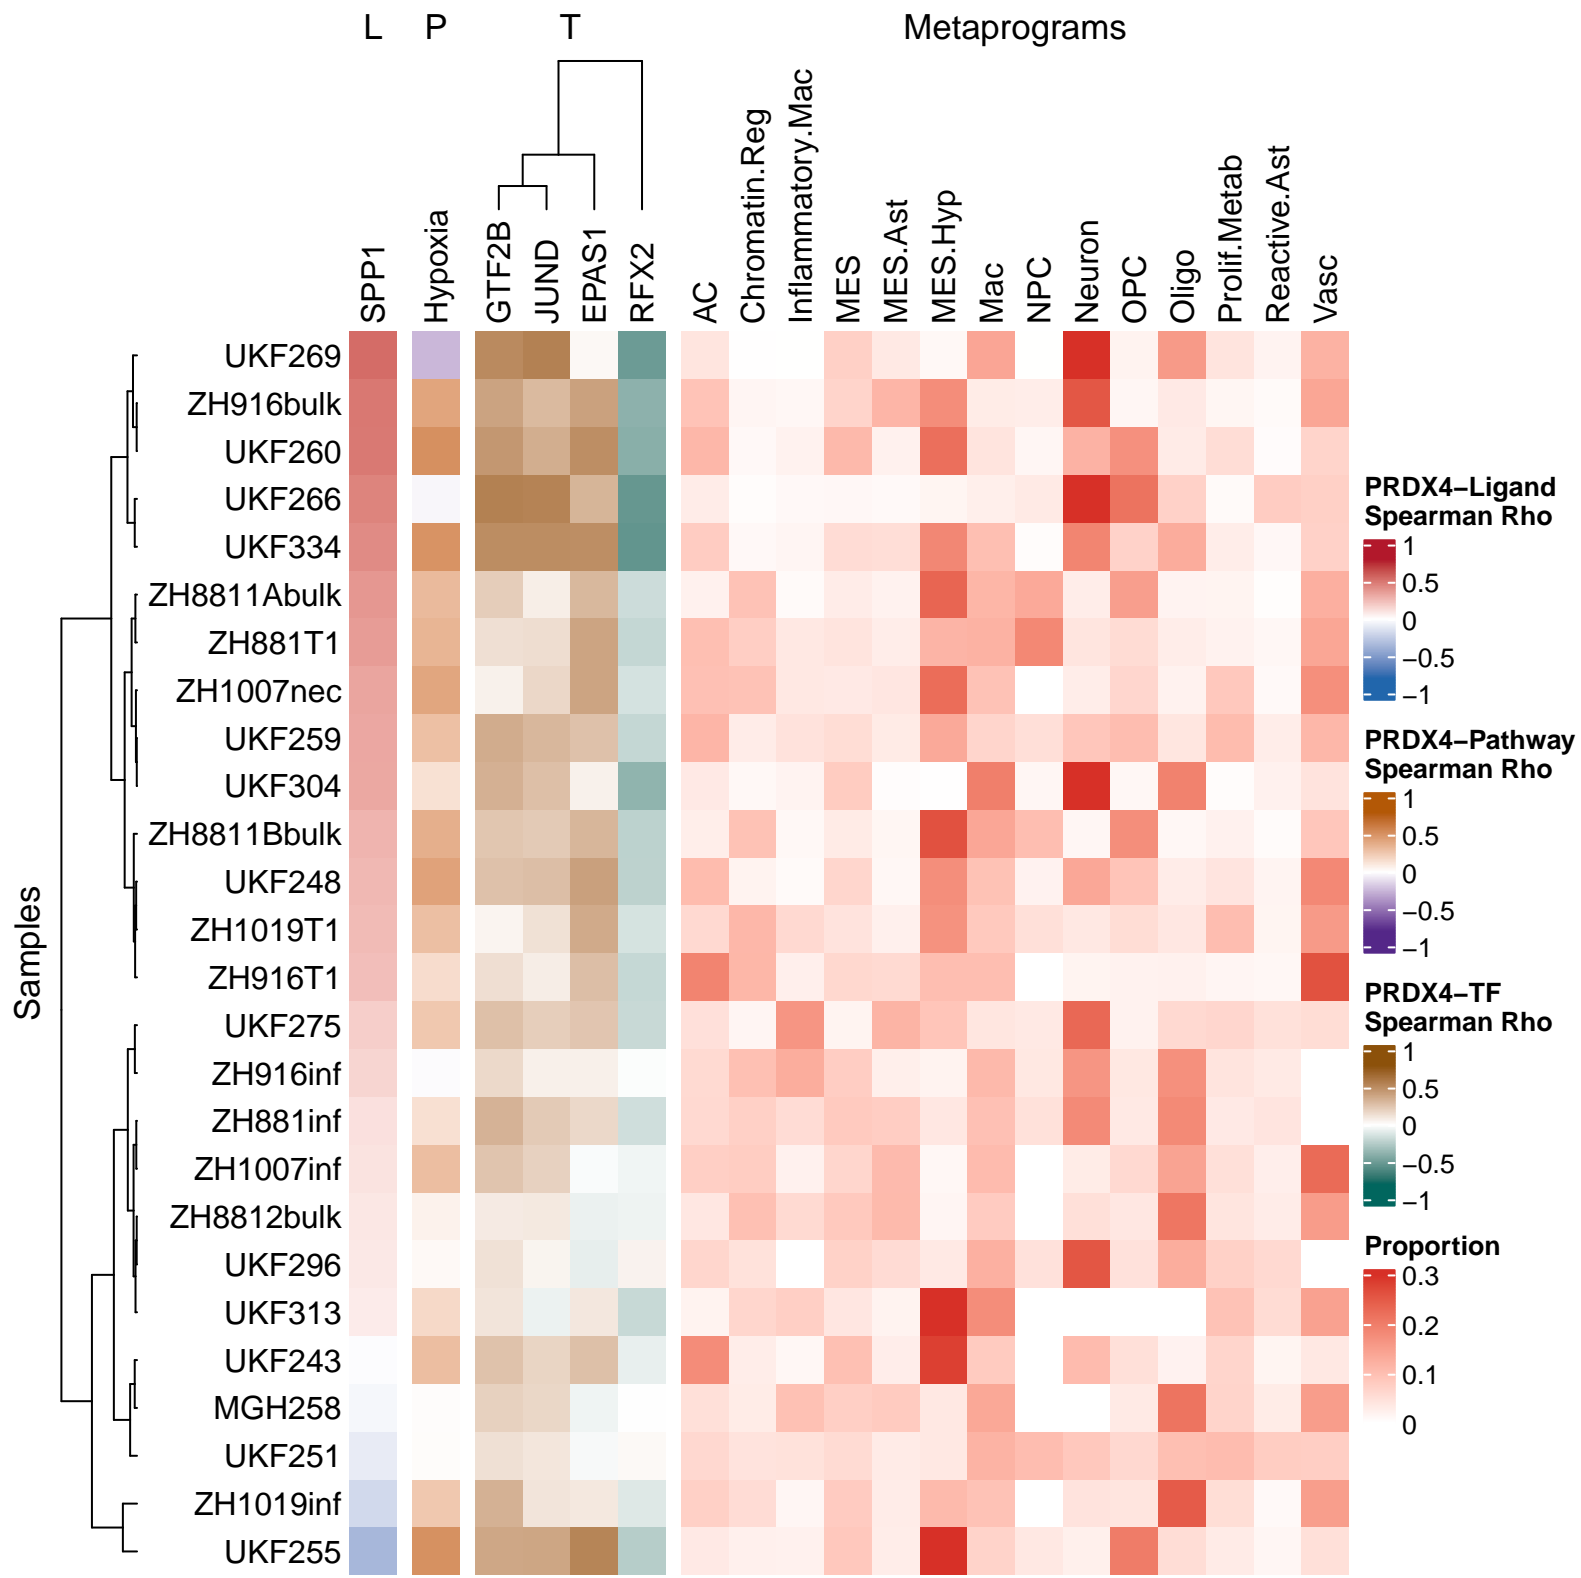 L P T Metaprograms
SPP1
Hypoxia
GTF2B
JUND
EPAS1
RFX2
AC
Chromatin.Reg
Inflammatory.Mac
MES
MES.Ast
MES.Hyp
Mac
NPC
Neuron
OPC
Oligo
Prolif.Metab
Reactive.Ast
Vasc
Samples
UKF269
ZH916bulk
UKF260
UKF266
UKF334
ZH8811Abulk
ZH881T1
ZH1007nec
UKF259
UKF304
ZH8811Bbulk
UKF248
ZH1019T1
ZH916T1
UKF275
ZH916inf
ZH881inf
ZH1007inf
ZH8812bulk
UKF296
UKF313
UKF243
MGH258
UKF251
ZH1019inf
UKF255
PRDX4−Ligand
Spearman Rho
1
0.5
0
−0.5
−1
PRDX4−Pathway
Spearman Rho
1
0.5
0
−0.5
−1
PRDX4−TF
Spearman Rho
1
0.5
0
−0.5
−1
Proportion
0.3
0.2
0.1
0